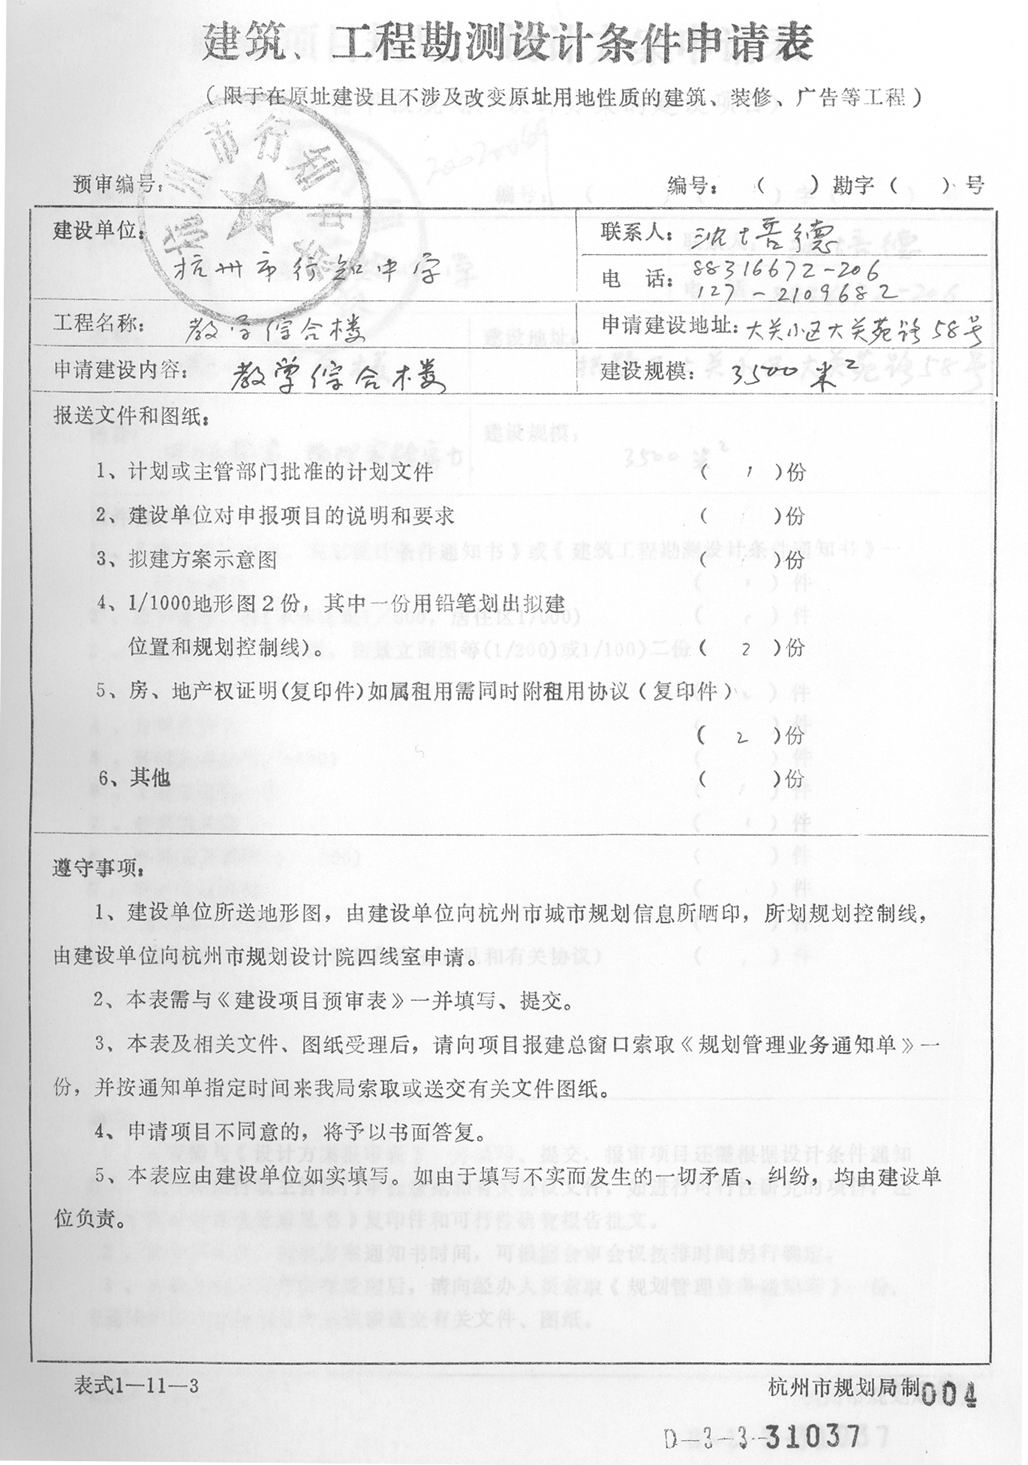 建筑、工程勘测设计条件申请表
（限于在原址建设且不涉及改变原址用地性质的建筑、装修、广告等工程）
预审编号：
编号：（　　）勘字（　　）号
建设单位：
杭州市行知中学
联系人：沈培德
电　话：88316672-206
127-2109682
工程名称：教学综合楼
申请建设地址：大关小区大关苑路58号
申请建设内容：教学综合楼
建设规模：3500米2
报送文件和图纸：
1、计划或主管部门批准的计划文件　（ 1 ）份
2、建设单位对申报项目的说明和要求　（　　）份
3、拟建方案示意图　（　　）份
4、1/1000地形图2份，其中一份用铅笔划出拟建
位置和规划控制线）。　（ 2 ）份
5、房、地产权证明(复印件)如属租用需同时附租用协议（复印件）
（ 2 ）份
6、其他　（　　）份
遵守事项：
1、建设单位所送地形图，由建设单位向杭州市城市规划信息所晒印，所划规划控制线，
由建设单位向杭州市规划设计院四线室申请。
2、本表需与《建设项目预审表》一并填写、提交。
3、本表及相关文件、图纸受理后，请向项目报建总窗口索取《规划管理业务通知单》一
份，并按通知单指定时间来我局索取或送交有关文件图纸。
4、申请项目不同意的，将予以书面答复。
5、本表应由建设单位如实填写。如由于填写不实而发生的一切矛盾、纠纷，均由建设单
位负责。
表式1—11—3
杭州市规划局制
004
D-3-3-31037